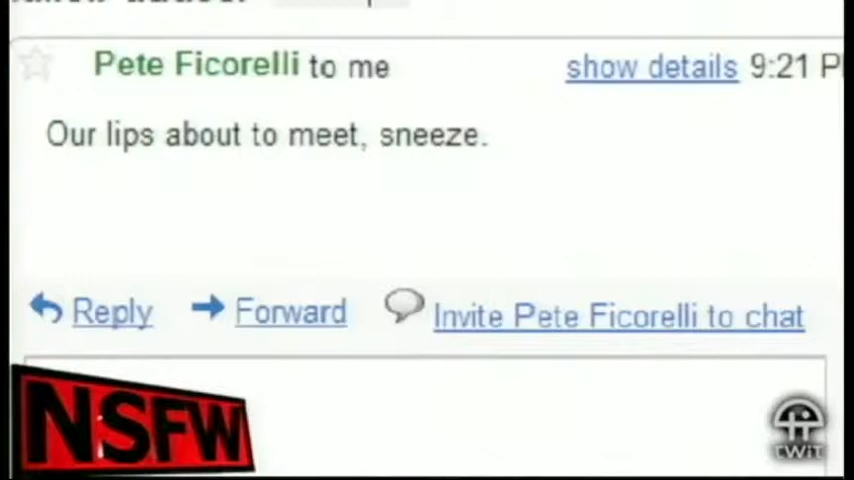 Pete Ficorelli to me show details 9:21 P
Our lips about to meet, sneeze.
Reply Forward Invite Pete Ficorelli to chat
NSFW
TWiT